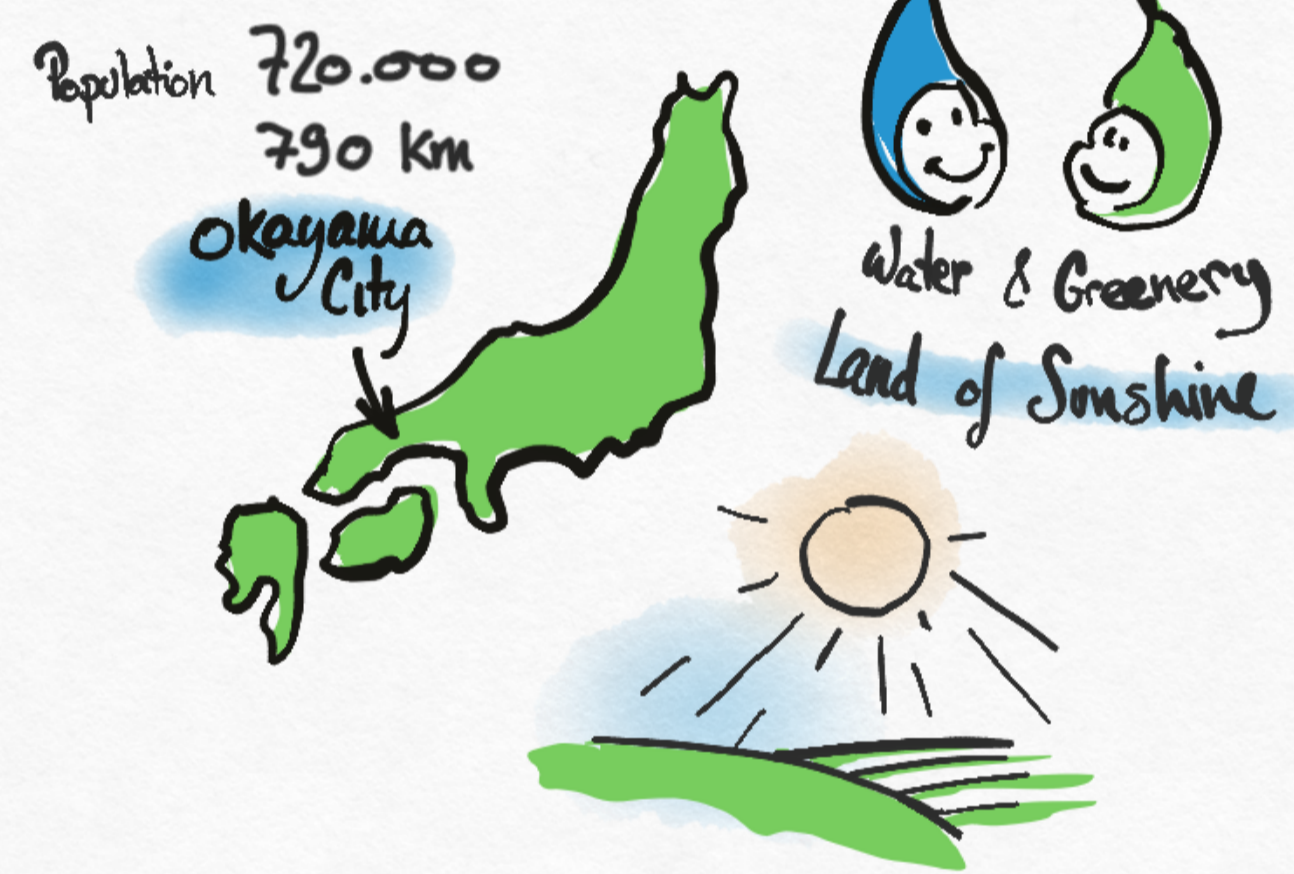 Population 720.000
790 Km
Okayama
City
Water & Greenery
Land of Sunshine